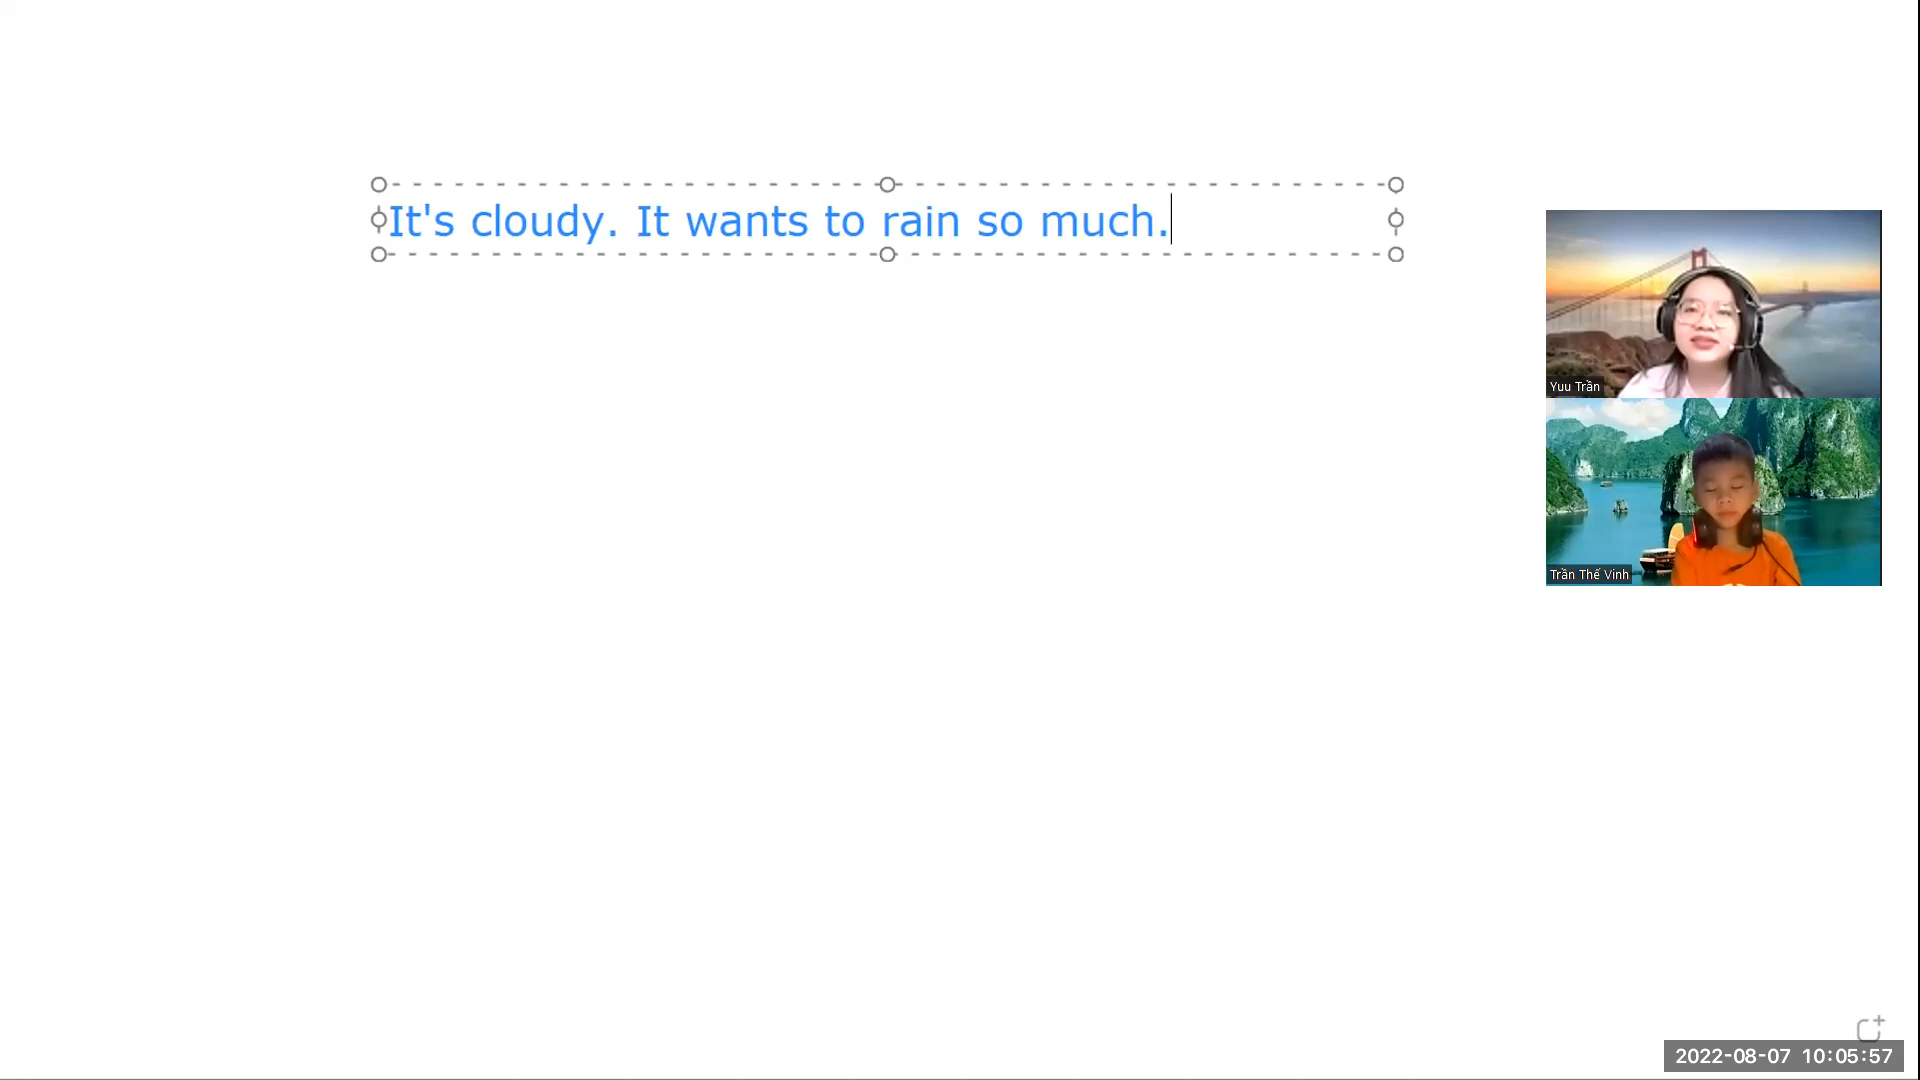 It's cloudy. It wants to rain so much.
Yuu Trần
Trần Thế Vinh
2022-08-07 10:05:57